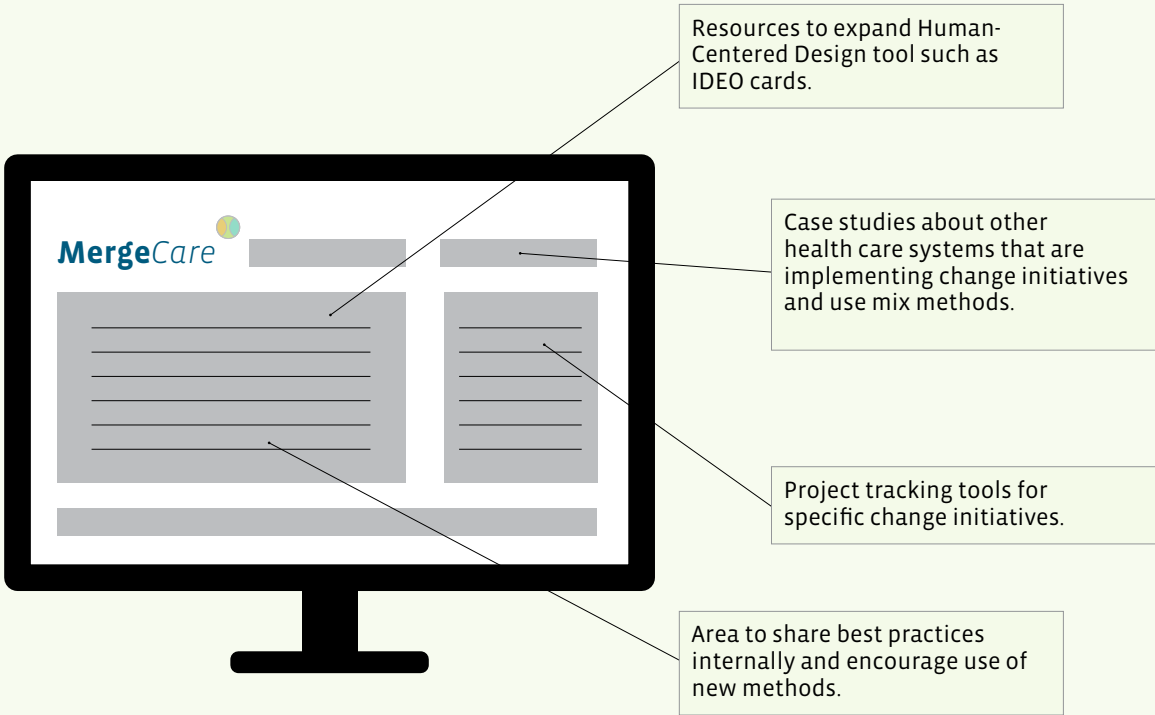 Resources to expand Human-
Centered Design tool such as
IDEO cards.
MergeCare
Case studies about other
health care systems that are
implementing change initiatives
and use mix methods.
Project tracking tools for
specific change initiatives.
Area to share best practices
internally and encourage use of
new methods.